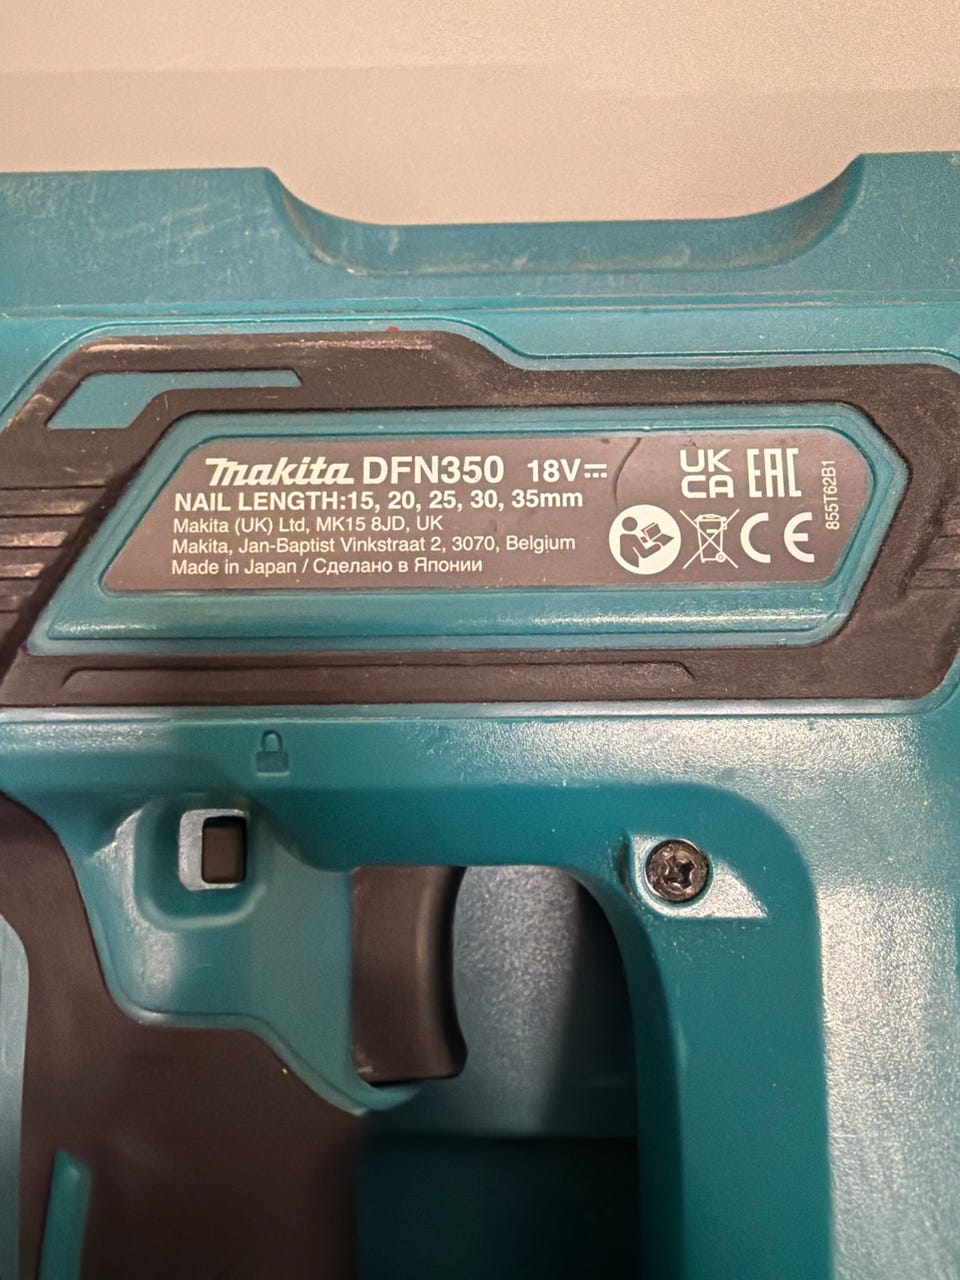 makita DFN350 18V
NAIL LENGTH:15, 20, 25, 30, 35mm
Makita (UK) Ltd, MK15 8JD, UK
Makita, Jan-Baptist Vinkstraat 2, 3070, Belgium
Made in Japan / Сделано в Японии
UK
CA
EAC
CE
855T62B1